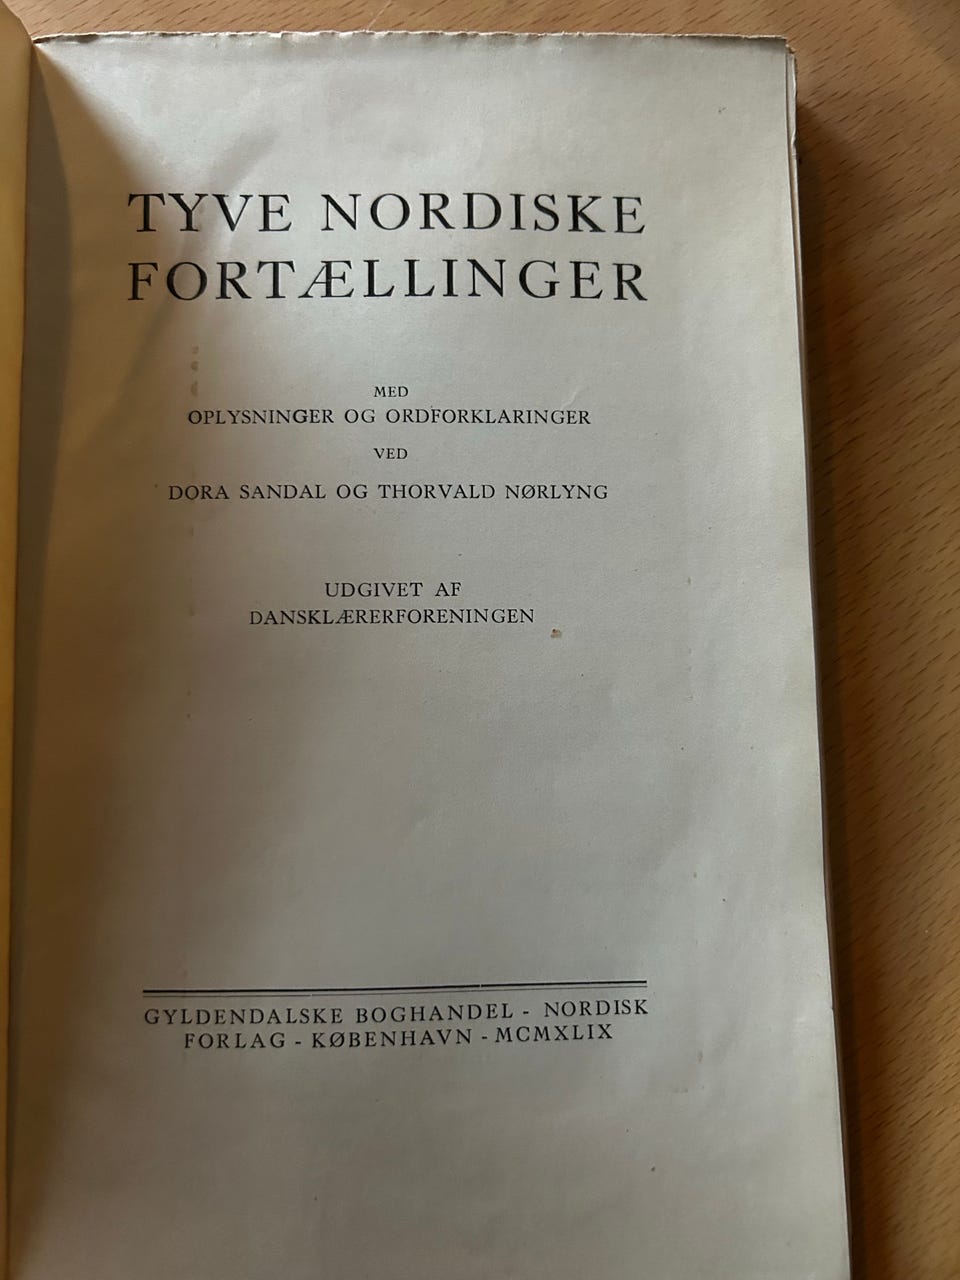 TYVE NORDISKE
FORTÆLLINGER
MED
OPLYSNINGER OG ORDFORKLARINGER
VED
DORA SANDAL OG THORVALD NØRLYNG
UDGIVET AF
DANSKLÆRERFORENINGEN
GYLDENDALSKE BOGHANDEL - NORDISK
FORLAG - KØBENHAVN - MCMXLIX